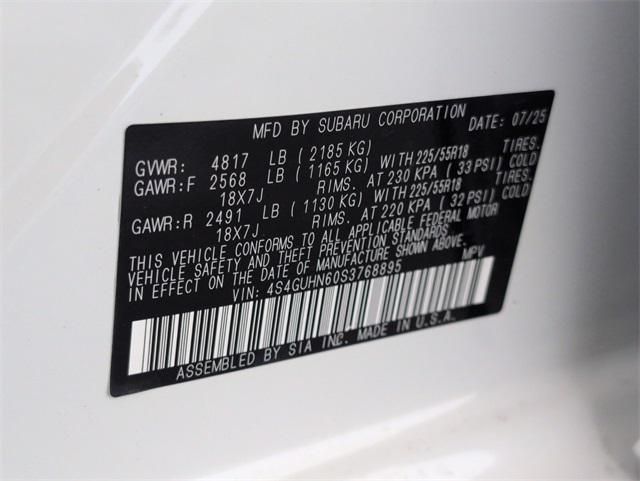 MFD BY SUBARU CORPORATION DATE: 07/25
GVWR: 4817 LB ( 2185 KG)
GAWR:F 2568 LB ( 1165 KG) WITH 225/55R18 TIRES.
18X7J RIMS. AT 230 KPA ( 33 PSI) COLD
GAWR:R 2491 LB ( 1130 KG) WITH 225/55R18 TIRES.
18X7J RIMS. AT 220 KPA ( 32 PSI) COLD
THIS VEHICLE CONFORMS TO ALL APPLICABLE FEDERAL MOTOR
VEHICLE SAFETY AND THEFT PREVENTION STANDARDS
IN EFFECT ON THE DATE OF MANUFACTURE SHOWN ABOVE.
VIN: 4S4GUHN60S3768895 MPV
ASSEMBLED BY SIA INC. MADE IN U.S.A.